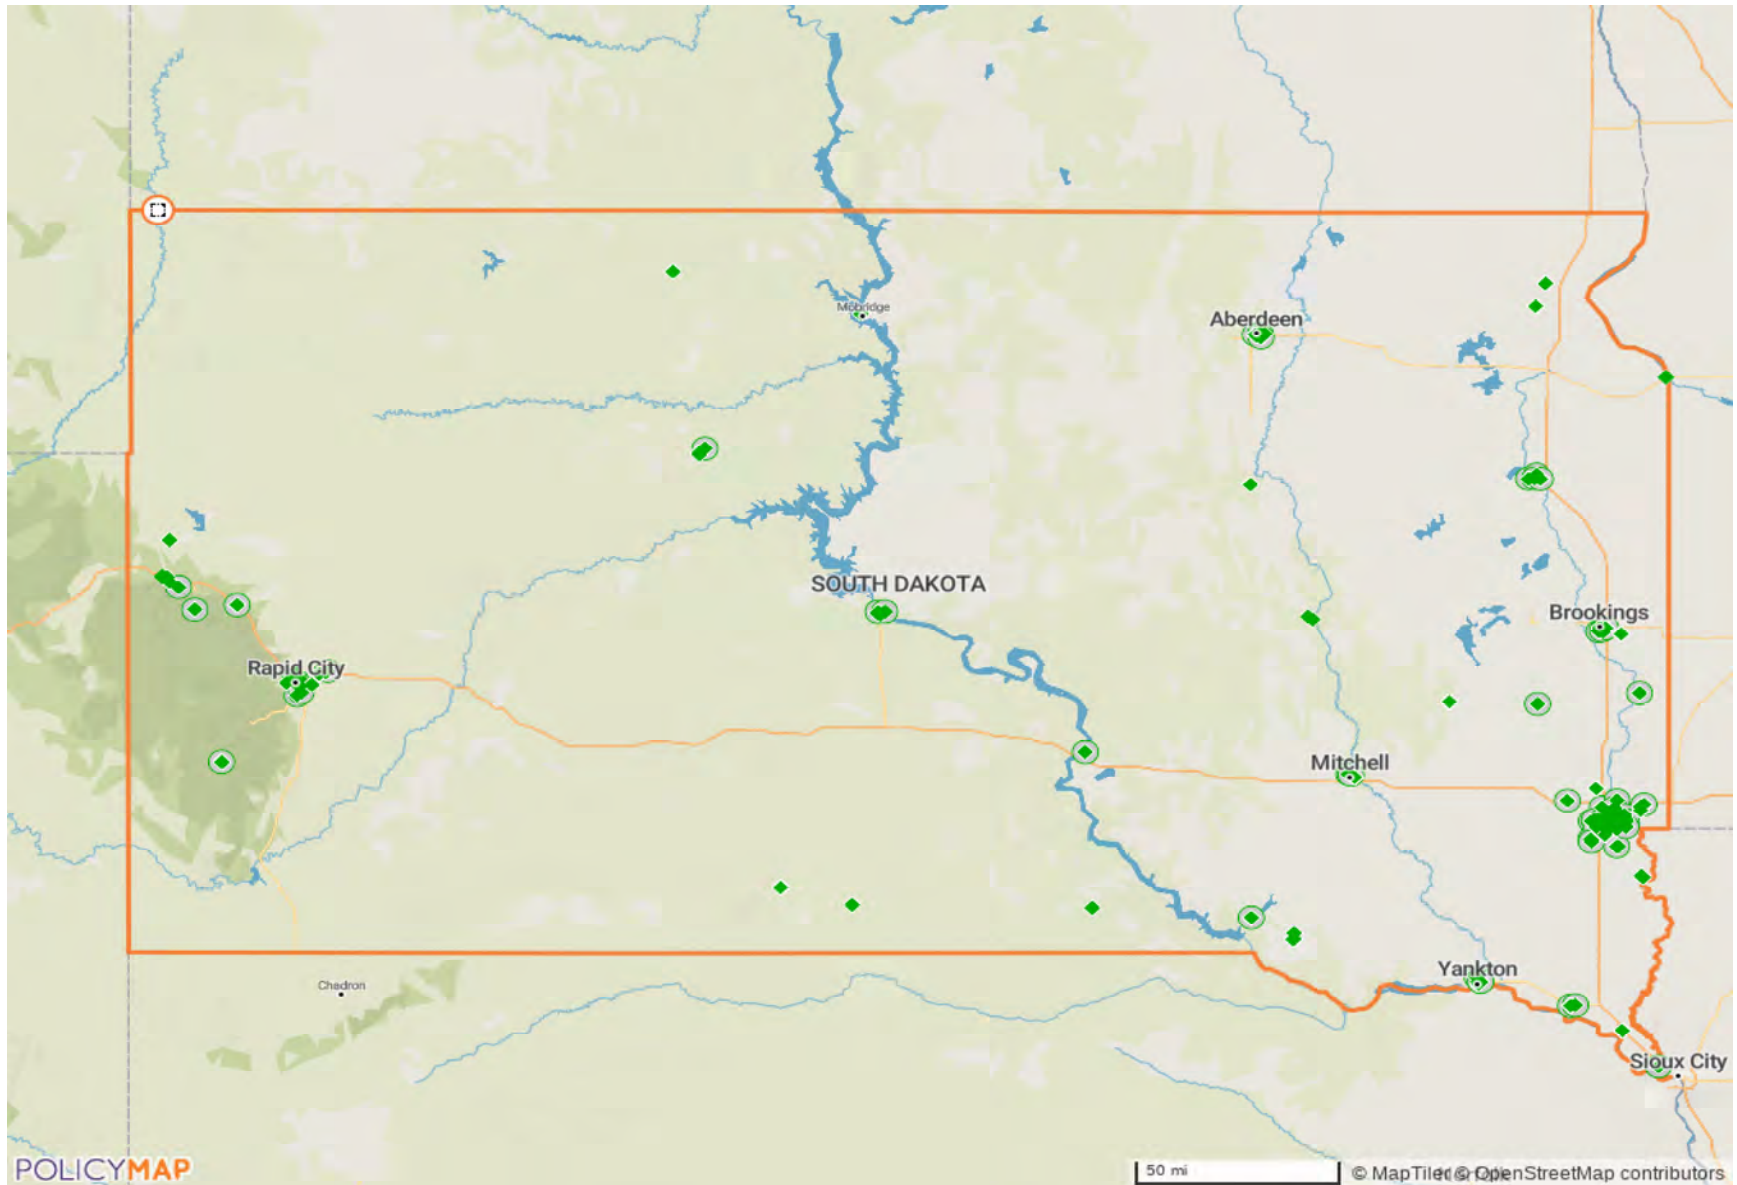 Mobridge
Aberdeen
SOUTH DAKOTA
Brookings
Rapid City
Mitchell
Yankton
Chadron
Sioux City
POLICYMAP
50 mi
© MapTiler © OpenStreetMap contributors